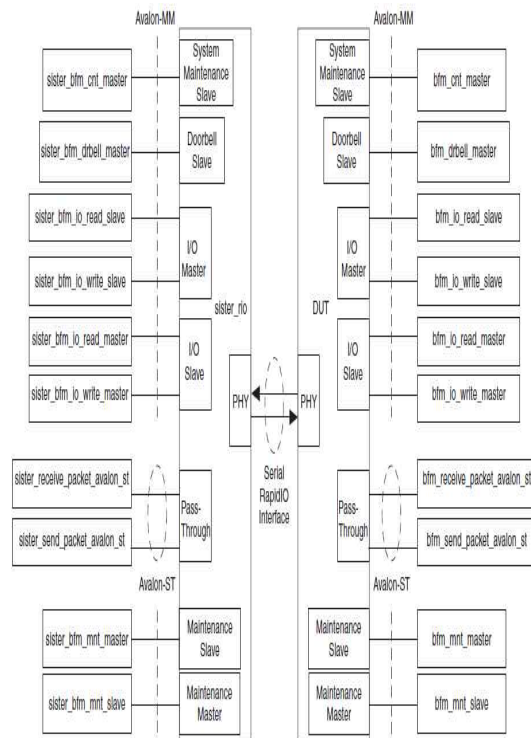 Avalon-MM
Avalon-MM
sister_bfm_cnt_master
System
Maintenance
Slave
System
Maintenance
Slave
bfm_cnt_master
sister_bfm_drbell_master
Doorbell
Slave
Doorbell
Slave
bfm_drbell_master
sister_bfm_io_read_slave
bfm_io_read_slave
I/O
Master
I/O
Master
sister_bfm_io_write_slave
bfm_io_write_slave
sister_rio
DUT
sister_bfm_io_read_master
bfm_io_read_master
I/O
Slave
I/O
Slave
sister_bfm_io_write_master
bfm_io_write_master
PHY
PHY
Serial
RapidIO
Interface
sister_receive_packet_avalon_st
bfm_receive_packet_avalon_st
Pass-
Through
Pass-
Through
sister_send_packet_avalon_st
bfm_send_packet_avalon_st
Avalon-ST
Avalon-ST
sister_bfm_mnt_master
Maintenance
Slave
Maintenance
Slave
bfm_mnt_master
sister_bfm_mnt_slave
Maintenance
Master
Maintenance
Master
bfm_mnt_slave